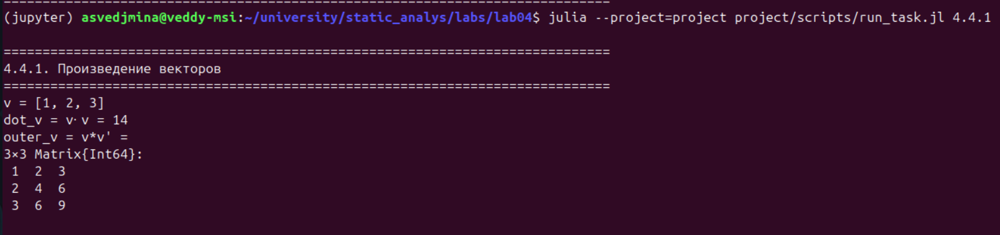 ==============================================================================
(jupyter) asvedjmina@veddy-msi:~/university/static_analys/labs/lab04$ julia --project=project project/scripts/run_task.jl 4.4.1
==============================================================================
4.4.1. Произведение векторов
==============================================================================
v = [1, 2, 3]
dot_v = v⋅v = 14
outer_v = v*v' =
3×3 Matrix{Int64}:
 1  2  3
 2  4  6
 3  6  9